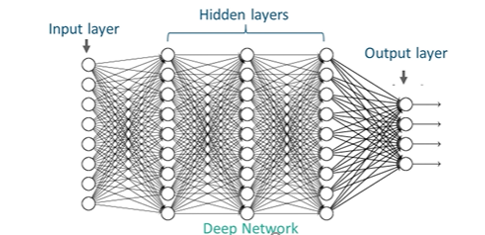 Hidden layers
Input layer
Output layer
Deep Network